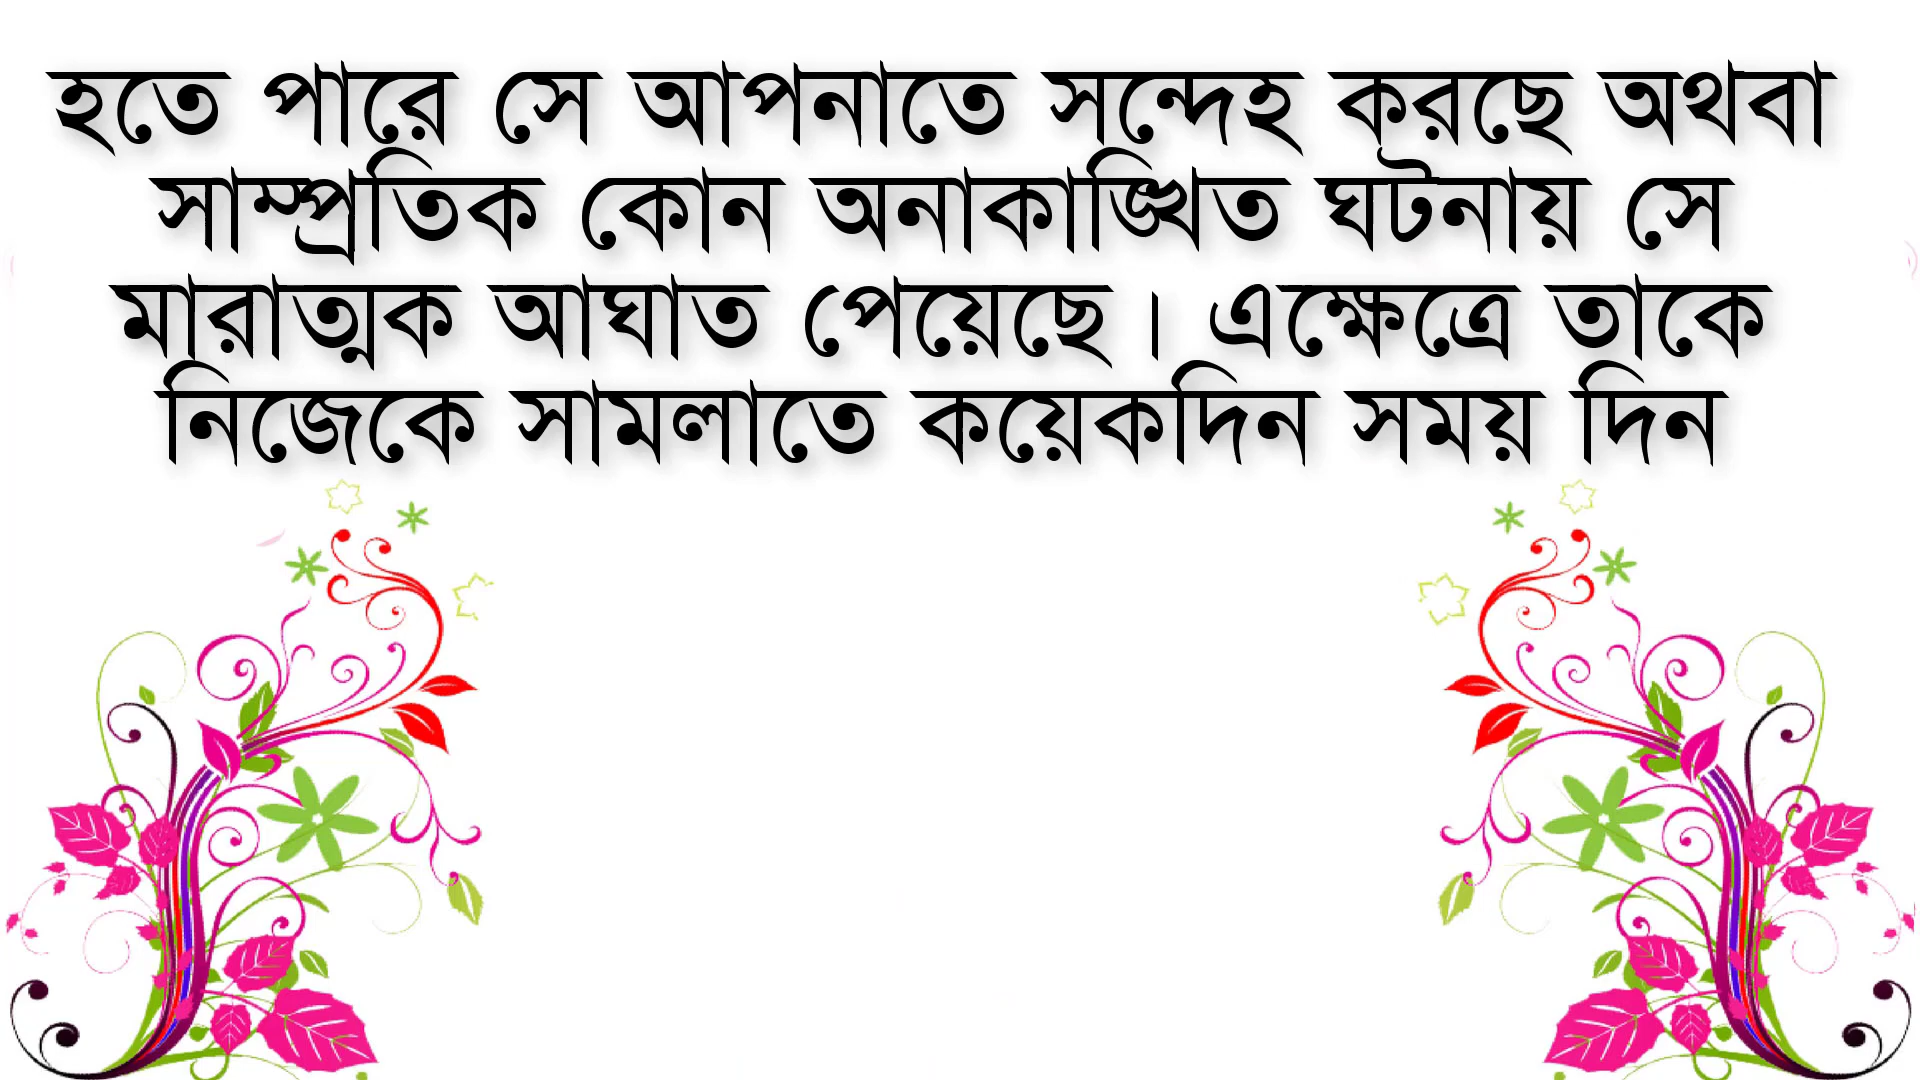 হতে পারে সে আপনাতে সন্দেহ করছে অথবা
সাম্প্রতিক কোন অনাকাঙ্খিত ঘটনায় সে
মারাত্মক আঘাত পেয়েছে। এক্ষেত্রে তাকে
নিজেকে সামলাতে কয়েকদিন সময় দিন